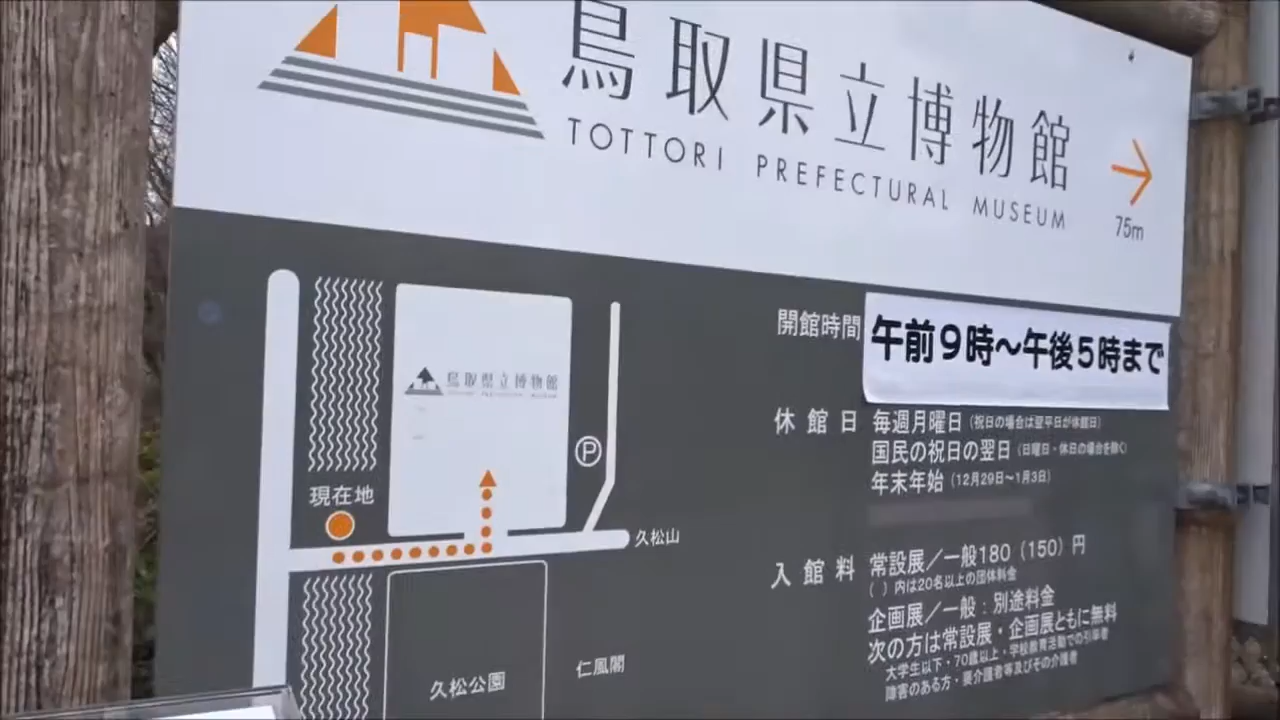 鳥取県立博物館
TOTTORI PREFECTURAL MUSEUM
75m
鳥取県立博物館
TOTTORI PREFECTURAL MUSEUM
P
現在地
久松山
久松公園
仁風閣
開館時間 午前9時～午後5時まで
休館日 毎週月曜日（祝日の場合は翌平日が休館日）
国民の祝日の翌日（日曜日・休日の場合を除く）
年末年始（12月29日～1月3日）
入館料 常設展／一般180（150）円
（ ）内は20名以上の団体料金
企画展／一般：別途料金
次の方は常設展・企画展ともに無料
大学生以下・70歳以上・学校教育活動での引率者
障害のある方・要介護者等及びその介護者